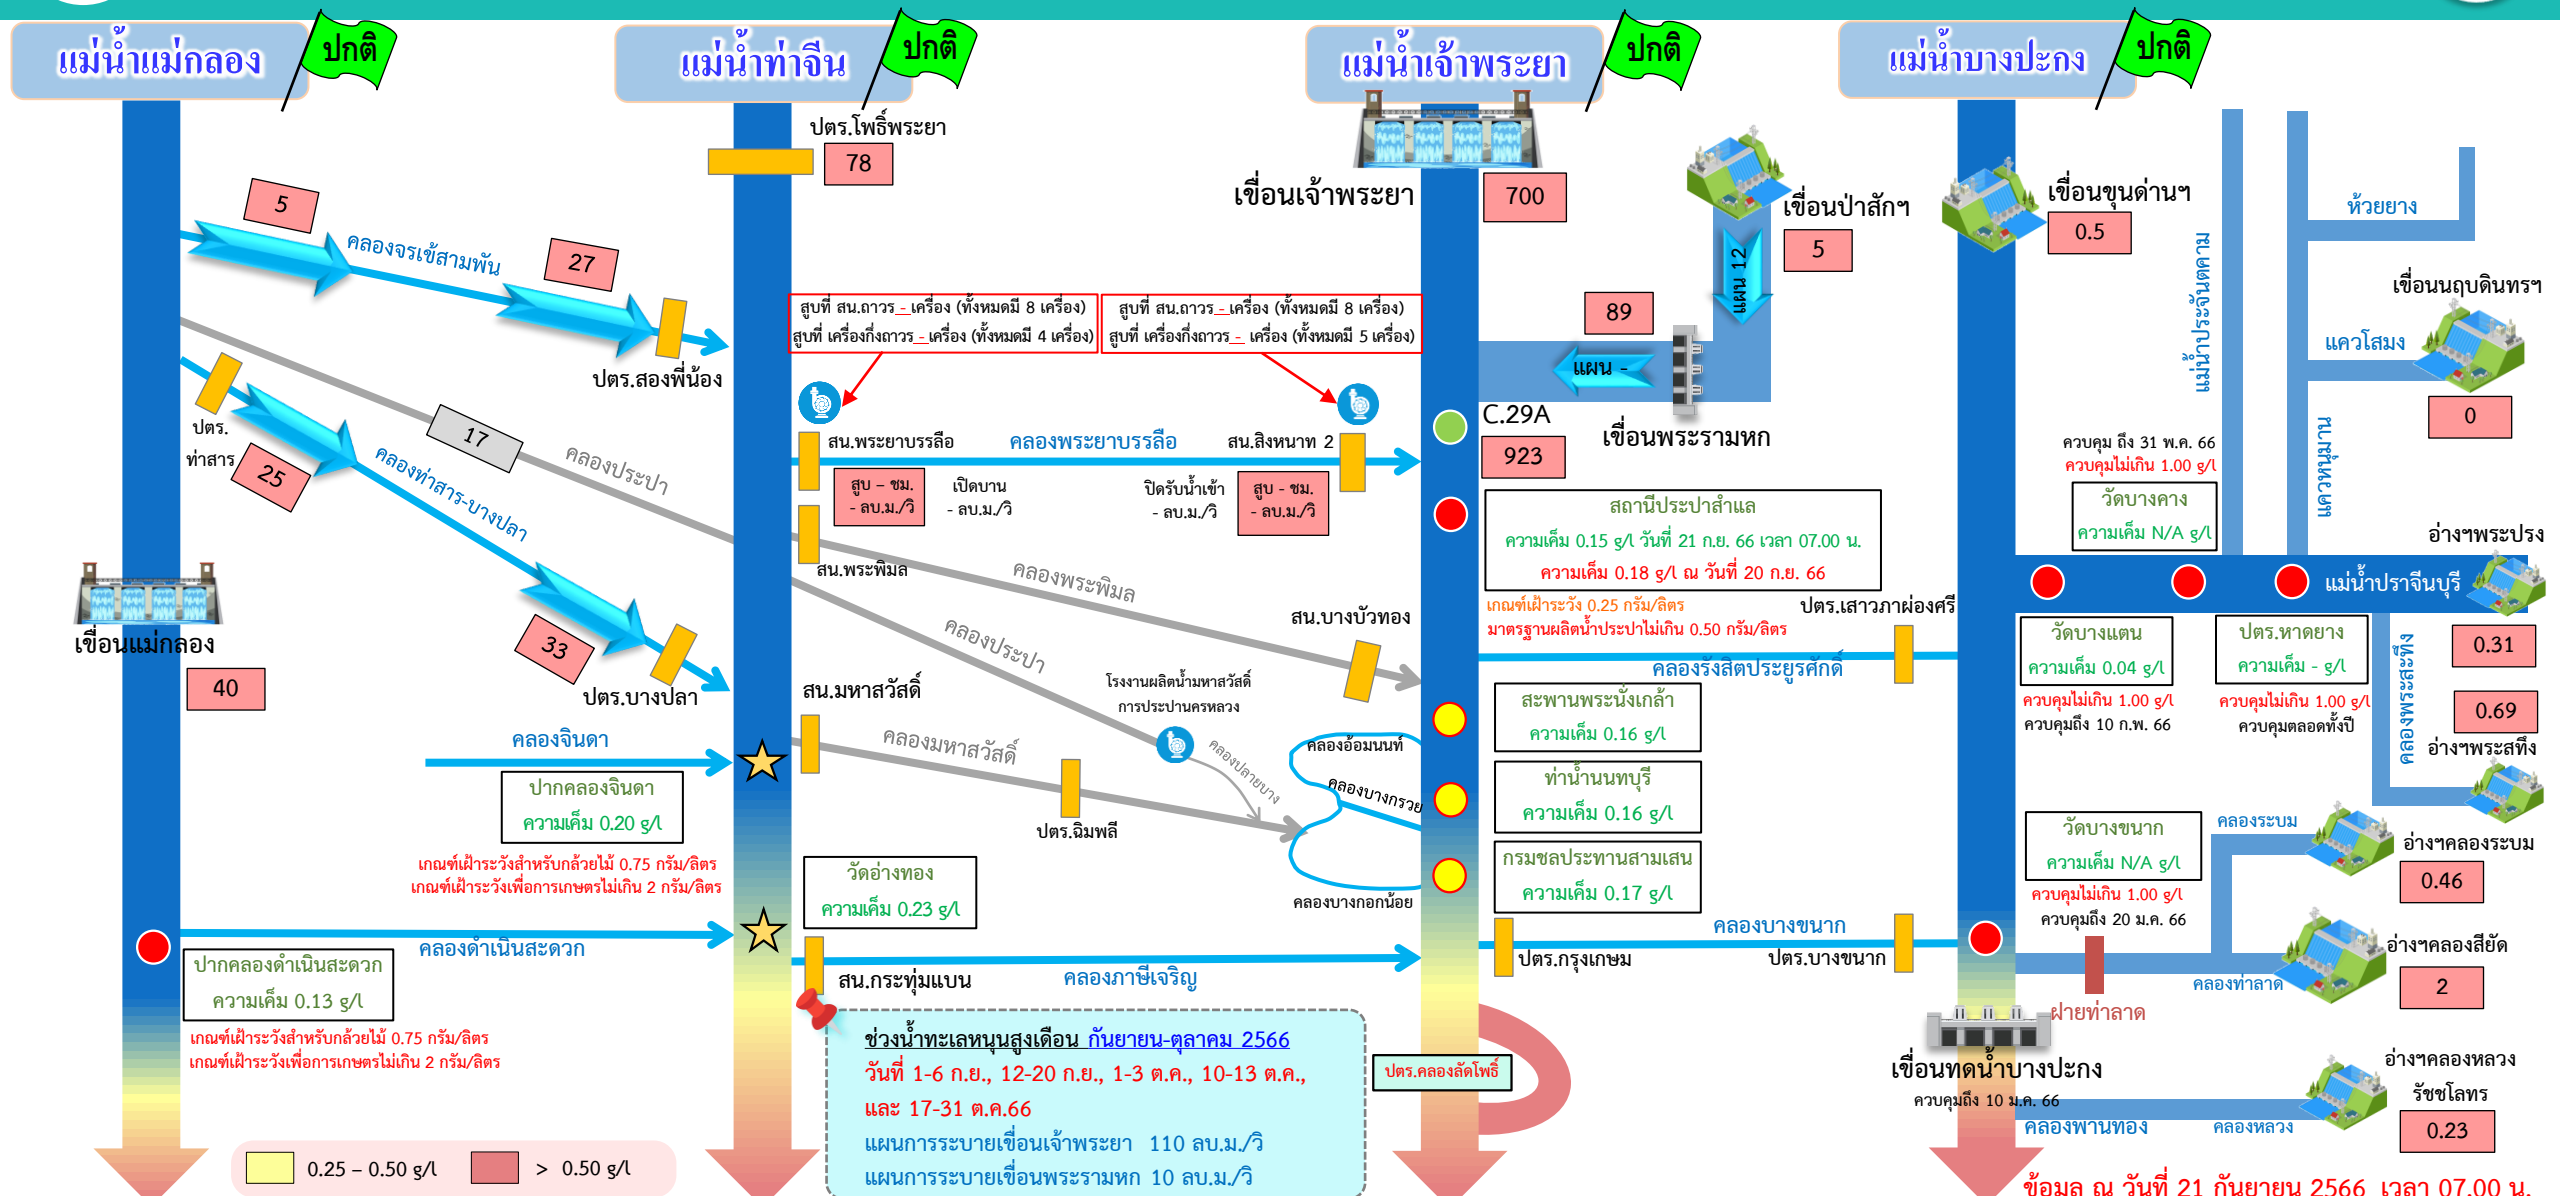 แม่น้ำแม่กลอง
ปกติ
แม่น้ำท่าจีน
ปกติ
แม่น้ำเจ้าพระยา
ปกติ
แม่น้ำบางปะกง
ปกติ
5
คลองจรเข้สามพัน
27
ปตร.สองพี่น้อง
ปตร.
ท่าสาร
25
17
คลองประปา
คลองท่าสาร-บางปลา
33
ปตร.บางปลา
เขื่อนแม่กลอง
40
คลองจินดา
ปากคลองจินดา
ความเค็ม 0.20 g/l
เกณฑ์เฝ้าระวังสำหรับกล้วยไม้ 0.75 กรัม/ลิตร
เกณฑ์เฝ้าระวังเพื่อการเกษตรไม่เกิน 2 กรัม/ลิตร
คลองดำเนินสะดวก
ปากคลองดำเนินสะดวก
ความเค็ม 0.13 g/l
เกณฑ์เฝ้าระวังสำหรับกล้วยไม้ 0.75 กรัม/ลิตร
เกณฑ์เฝ้าระวังเพื่อการเกษตรไม่เกิน 2 กรัม/ลิตร
0.25 – 0.50 g/l
> 0.50 g/l
ปตร.โพธิ์พระยา
78
สูบที่ สน.ถาวร - เครื่อง (ทั้งหมดมี 8 เครื่อง)
สูบที่ เครื่องกึ่งถาวร - เครื่อง (ทั้งหมดมี 4 เครื่อง)
สูบที่ สน.ถาวร - เครื่อง (ทั้งหมดมี 8 เครื่อง)
สูบที่ เครื่องกึ่งถาวร - เครื่อง (ทั้งหมดมี 5 เครื่อง)
สน.พระยาบรรลือ
คลองพระยาบรรลือ
สน.สิงหนาท 2
สูบ – ชม.
- ลบ.ม./วิ
เปิดบาน
- ลบ.ม./วิ
ปิดรับน้ำเข้า
- ลบ.ม./วิ
สูบ - ชม.
- ลบ.ม./วิ
สน.พระพิมล
คลองพระพิมล
สน.บางบัวทอง
คลองประปา
โรงงานผลิตน้ำมหาสวัสดิ์
การประปานครหลวง
สน.มหาสวัสดิ์
คลองมหาสวัสดิ์
คลองปลายบาง
ปตร.ฉิมพลี
คลองอ้อมนนท์
คลองบางกรวย
คลองบางกอกน้อย
วัดอ่างทอง
ความเค็ม 0.23 g/l
สน.กระทุ่มแบน
คลองภาษีเจริญ
ช่วงน้ำทะเลหนุนสูงเดือน กันยายน-ตุลาคม 2566
วันที่ 1-6 ก.ย., 12-20 ก.ย., 1-3 ต.ค., 10-13 ต.ค.,
และ 17-31 ต.ค.66
แผนการระบายเขื่อนเจ้าพระยา 110 ลบ.ม./วิ
แผนการระบายเขื่อนพระรามหก 10 ลบ.ม./วิ
ปตร.คลองลัดโพธิ์
เขื่อนเจ้าพระยา
700
เขื่อนป่าสักฯ
5
แผน 12
89
แผน -
เขื่อนพระรามหก
C.29A
923
สถานีประปาสำแล
ความเค็ม 0.15 g/l วันที่ 21 ก.ย. 66 เวลา 07.00 น.
ความเค็ม 0.18 g/l ณ วันที่ 20 ก.ย. 66
เกณฑ์เฝ้าระวัง 0.25 กรัม/ลิตร
มาตรฐานผลิตน้ำประปาไม่เกิน 0.50 กรัม/ลิตร
ปตร.เสาวภาผ่องศรี
คลองรังสิตประยูรศักดิ์
สะพานพระนั่งเกล้า
ความเค็ม 0.16 g/l
ท่าน้ำนนทบุรี
ความเค็ม 0.16 g/l
กรมชลประทานสามเสน
ความเค็ม 0.17 g/l
คลองบางขนาก
ปตร.กรุงเกษม
ปตร.บางขนาก
เขื่อนขุนด่านฯ
0.5
แม่น้ำประจันตคาม
ห้วยยาง
เขื่อนนฤบดินทรฯ
แควโสมง
0
แควหนุมาน
ควบคุม ถึง 31 พ.ค. 66
ควบคุมไม่เกิน 1.00 g/l
วัดบางคาง
ความเค็ม N/A g/l
อ่างฯพระปรง
แม่น้ำปราจีนบุรี
0.31
วัดบางแตน
ความเค็ม 0.04 g/l
ควบคุมไม่เกิน 1.00 g/l
ควบคุมถึง 10 ก.พ. 66
ปตร.หาดยาง
ความเค็ม - g/l
ควบคุมไม่เกิน 1.00 g/l
ควบคุมตลอดทั้งปี
คลองพระสะทึง
0.69
อ่างฯพระสทึง
วัดบางขนาก
ความเค็ม N/A g/l
ควบคุมไม่เกิน 1.00 g/l
ควบคุมถึง 20 ม.ค. 66
คลองระบม
อ่างฯคลองระบม
0.46
อ่างฯคลองสียัด
2
คลองท่าลาด
ฝายท่าลาด
เขื่อนทดน้ำบางปะกง
ควบคุมถึง 10 ม.ค. 66
คลองพานทอง
คลองหลวง
อ่างฯคลองหลวง
รัชชโลทร
0.23
ข้อมูล ณ วันที่ 21 กันยายน 2566 เวลา 07.00 น.